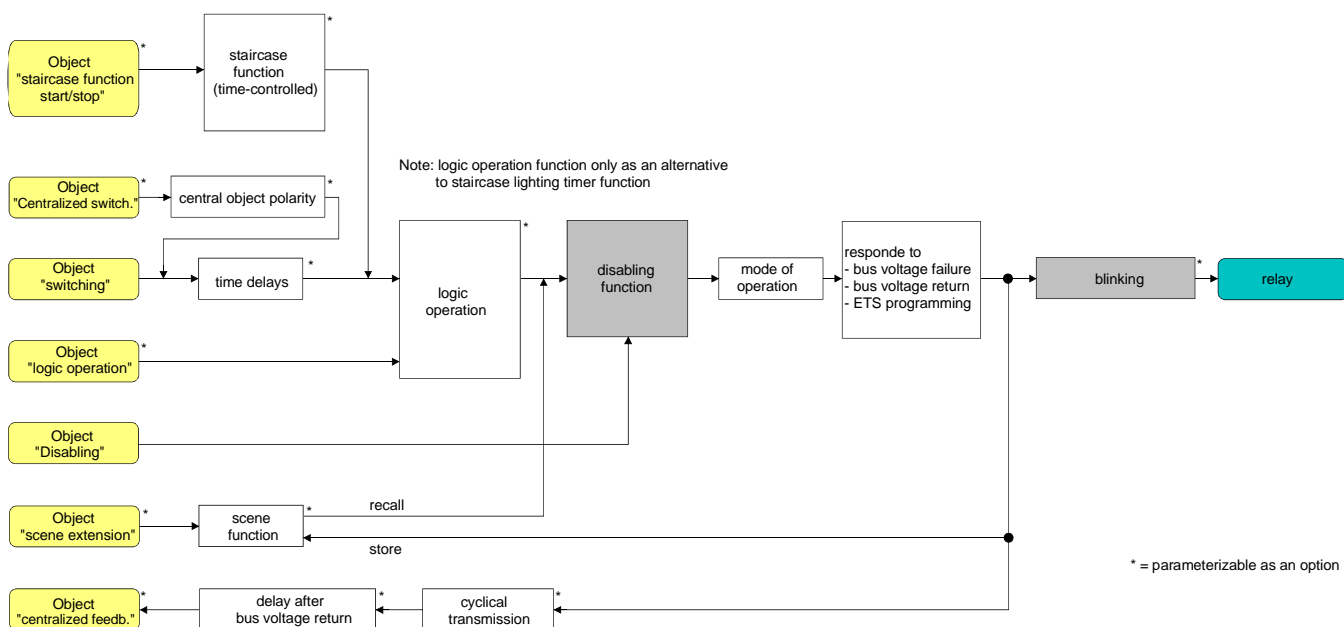 *
*
Object
"staircase function
start/stop"
staircase
function
(time-controlled)
Note: logic operation function only as an alternative
to staircase lighting timer function
*
*
Object
"Centralized switch."
central object polarity
*
*
*
Object
"switching"
time delays
logic
operation
disabling
function
mode of
operation
responde to
- bus voltage failure
- bus voltage return
- ETS programming
blinking
*
relay
*
Object
"logic operation"
Object
"Disabling"
*
*
Object
"scene extension"
scene
function
recall
store
* = parameterizable as an option
*
*
*
Object
"centralized feedb."
delay after
bus voltage return
cyclical
transmission